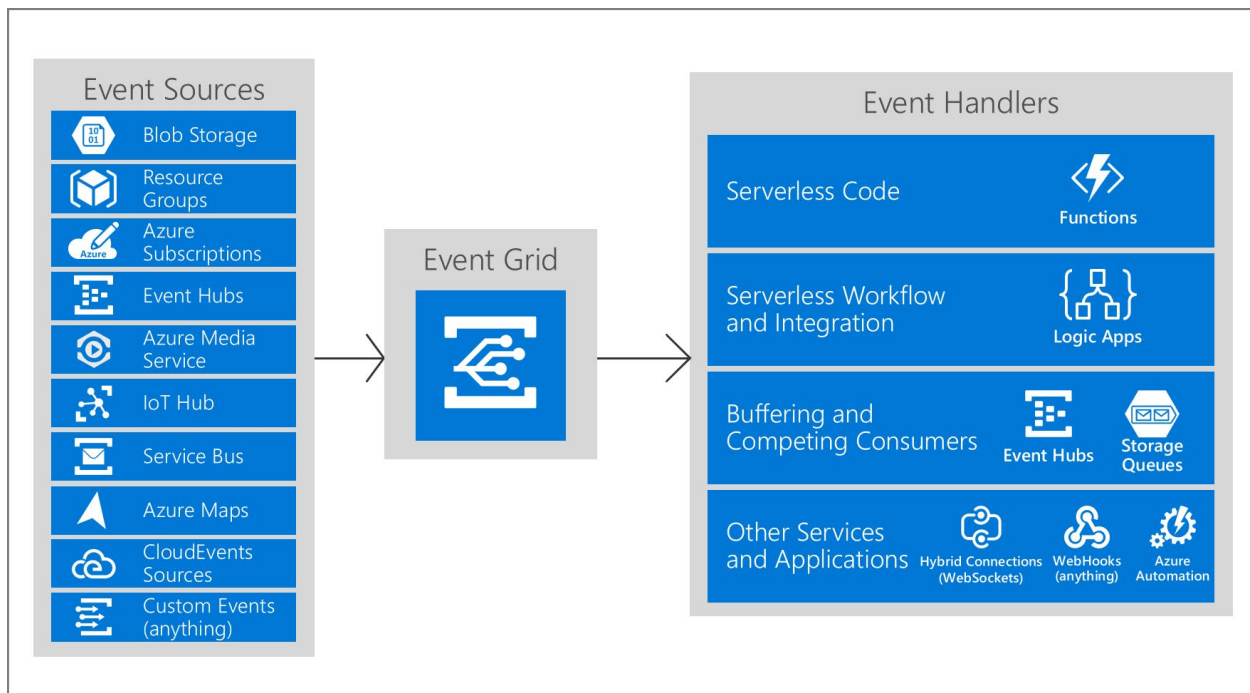 Event Sources
10
01
Blob Storage
Resource
Groups
Azure
Azure
Subscriptions
Event Hubs
Azure Media
Service
IoT Hub
Service Bus
Azure Maps
CloudEvents
Sources
Custom Events
(anything)
Event Grid
Event Handlers
Serverless Code
Functions
Serverless Workflow
and Integration
Logic Apps
Buffering and
Competing Consumers
Event Hubs
Storage
Queues
Other Services
and Applications
Hybrid Connections
(WebSockets)
WebHooks
(anything)
Azure
Automation